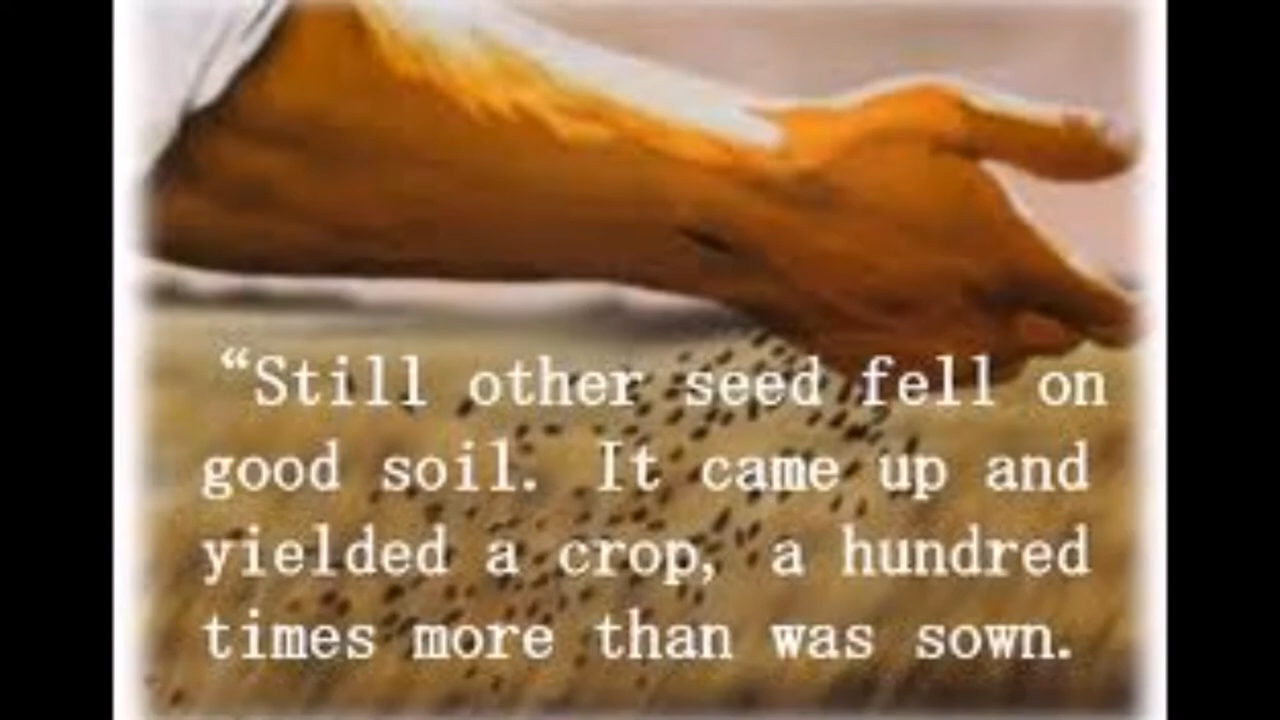 “Still other seed fell on
good soil. It came up and
yielded a crop, a hundred
times more than was sown.